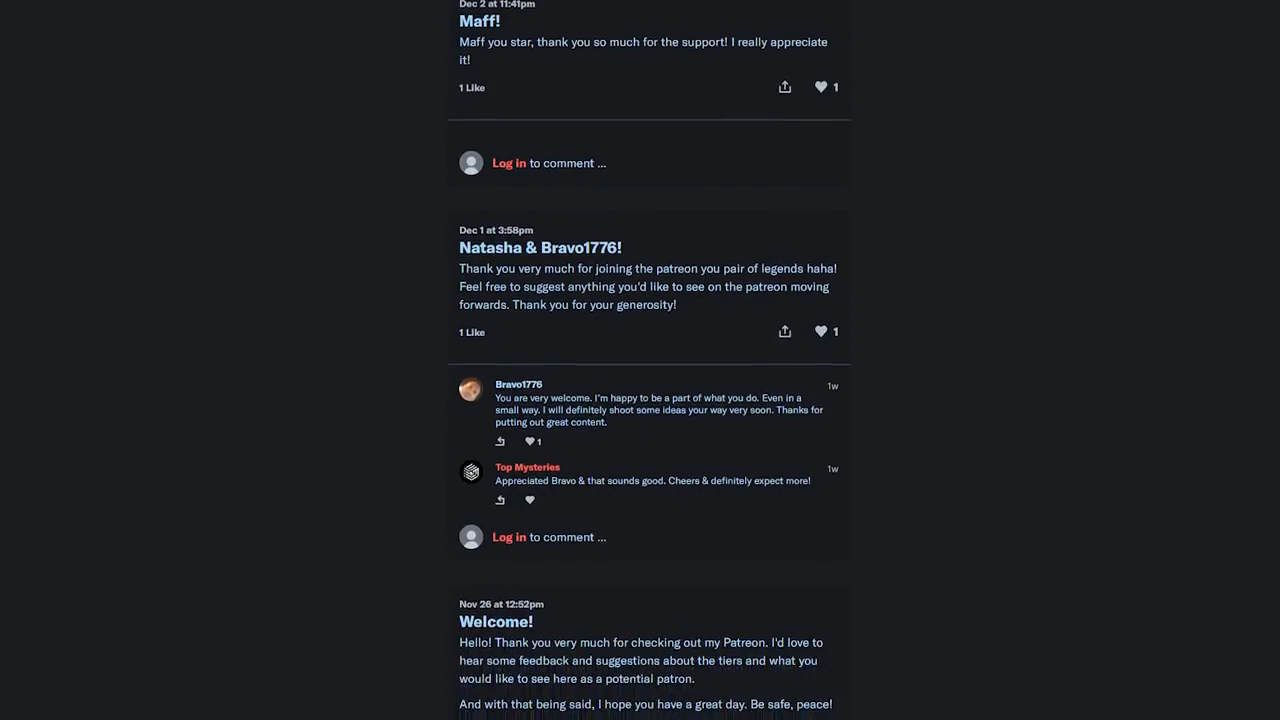 Dec 2 at 11:41pm
Maff!
Maff you star, thank you so much for the support! I really appreciate
it!
1 Like
1
Log in to comment ...
Dec 1 at 3:58pm
Natasha & Bravo1776!
Thank you very much for joining the patreon you pair of legends haha!
Feel free to suggest anything you'd like to see on the patreon moving
forwards. Thank you for your generosity!
1 Like
1
Bravo1776
1w
You are very welcome. I'm happy to be a part of what you do. Even in a
small way. I will definitely shoot some ideas your way very soon. Thanks for
putting out great content.
1
Top Mysteries
1w
Appreciated Bravo & that sounds good. Cheers & definitely expect more!
Log in to comment ...
Nov 26 at 12:52pm
Welcome!
Hello! Thank you very much for checking out my Patreon. I'd love to
hear some feedback and suggestions about the tiers and what you
would like to see here as a potential patron.
And with that being said, I hope you have a great day. Be safe, peace!